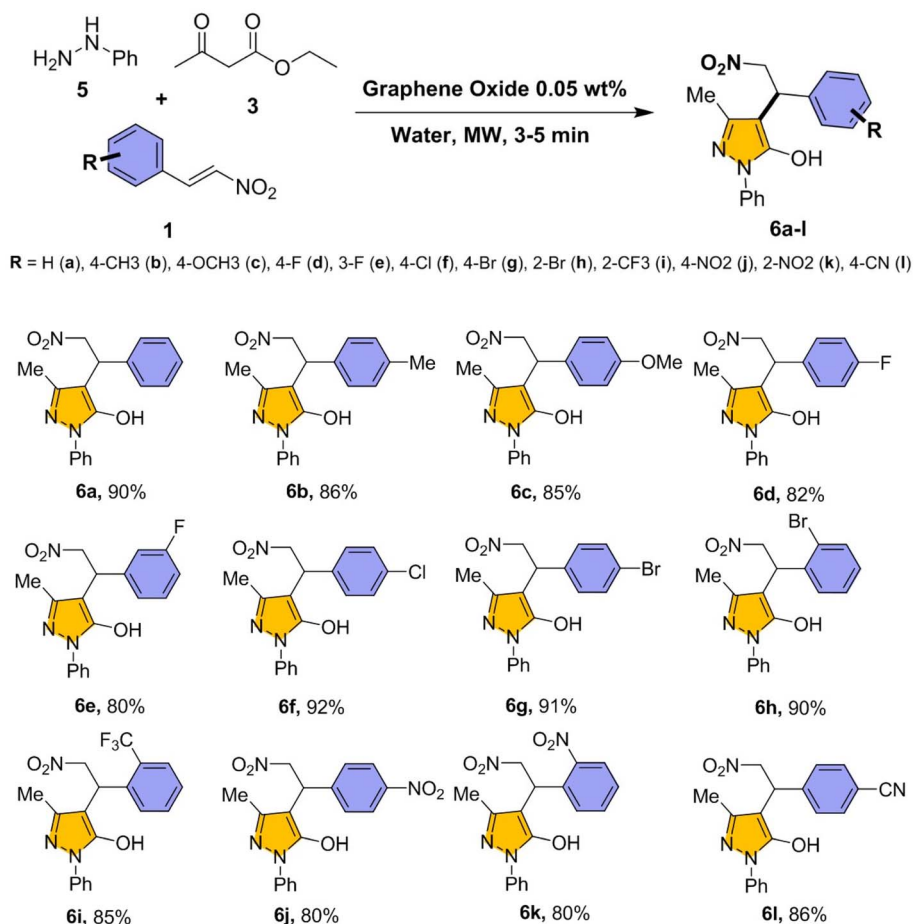 H
H2N
N
Ph
5
+
O
O
O
3
R
NO2
1
Graphene Oxide 0.05 wt%
Water, MW, 3-5 min
O2N
Me
R
N
N
OH
Ph
6a-l
R = H (a), 4-CH3 (b), 4-OCH3 (c), 4-F (d), 3-F (e), 4-Cl (f), 4-Br (g), 2-Br (h), 2-CF3 (i), 4-NO2 (j), 2-NO2 (k), 4-CN (l)
O2N
Me
N
N
OH
Ph
6a, 90%
O2N
Me
Me
N
N
OH
Ph
6b, 86%
O2N
OMe
Me
N
N
OH
Ph
6c, 85%
O2N
F
Me
N
N
OH
Ph
6d, 82%
F
O2N
Me
N
N
OH
Ph
6e, 80%
O2N
Cl
Me
N
N
OH
Ph
6f, 92%
O2N
Br
Me
N
N
OH
Ph
6g, 91%
Br
O2N
Me
N
N
OH
Ph
6h, 90%
F3C
O2N
Me
N
N
OH
Ph
6i, 85%
O2N
NO2
Me
N
N
OH
Ph
6j, 80%
O2N
O2N
Me
N
N
OH
Ph
6k, 80%
O2N
CN
Me
N
N
OH
Ph
6l, 86%